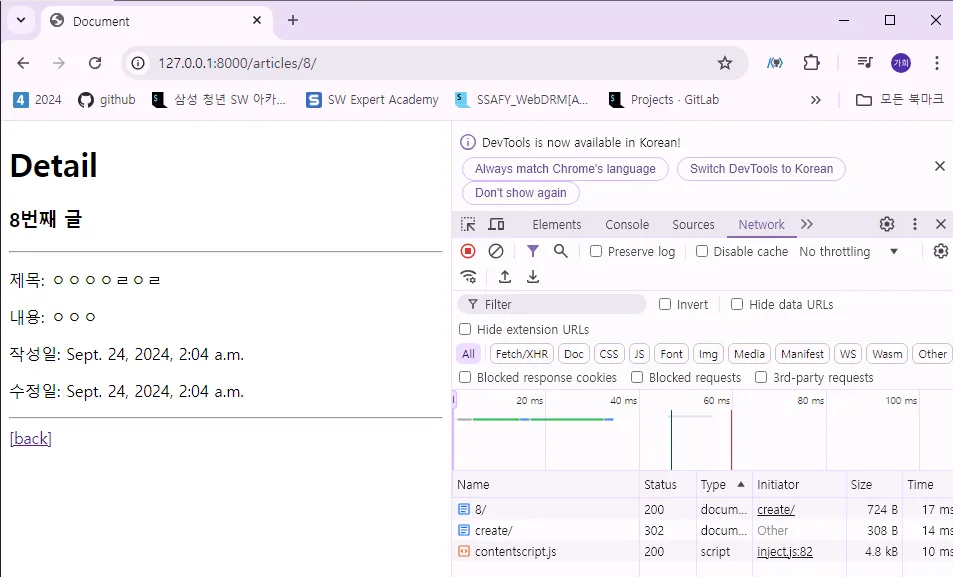 Document
127.0.0.1:8000/articles/8/
가희
4 2024 github 삼성 청년 SW 아카... S SW Expert Academy SSAFY_WebDRM[A... Projects · GitLab » 모든 북마크
Detail
8번째 글
제목: ㅇㅇㅇㅇㄹㅇㄹ
내용: ㅇㅇㅇ
작성일: Sept. 24, 2024, 2:04 a.m.
수정일: Sept. 24, 2024, 2:04 a.m.
[back]
DevTools is now available in Korean!
Always match Chrome's language Switch DevTools to Korean
Don't show again
Elements Console Sources Network »
Preserve log Disable cache No throttling
Filter Invert Hide data URLs
Hide extension URLs
All Fetch/XHR Doc CSS JS Font Img Media Manifest WS Wasm Other
Blocked response cookies Blocked requests 3rd-party requests
20 ms 40 ms 60 ms 80 ms 100 ms
Name Status Type Initiator Size Time
8/ 200 docum... create/ 724 B 17 ms
create/ 302 docum... Other 308 B 14 ms
contentscript.js 200 script inject.js:82 4.8 kB 10 ms